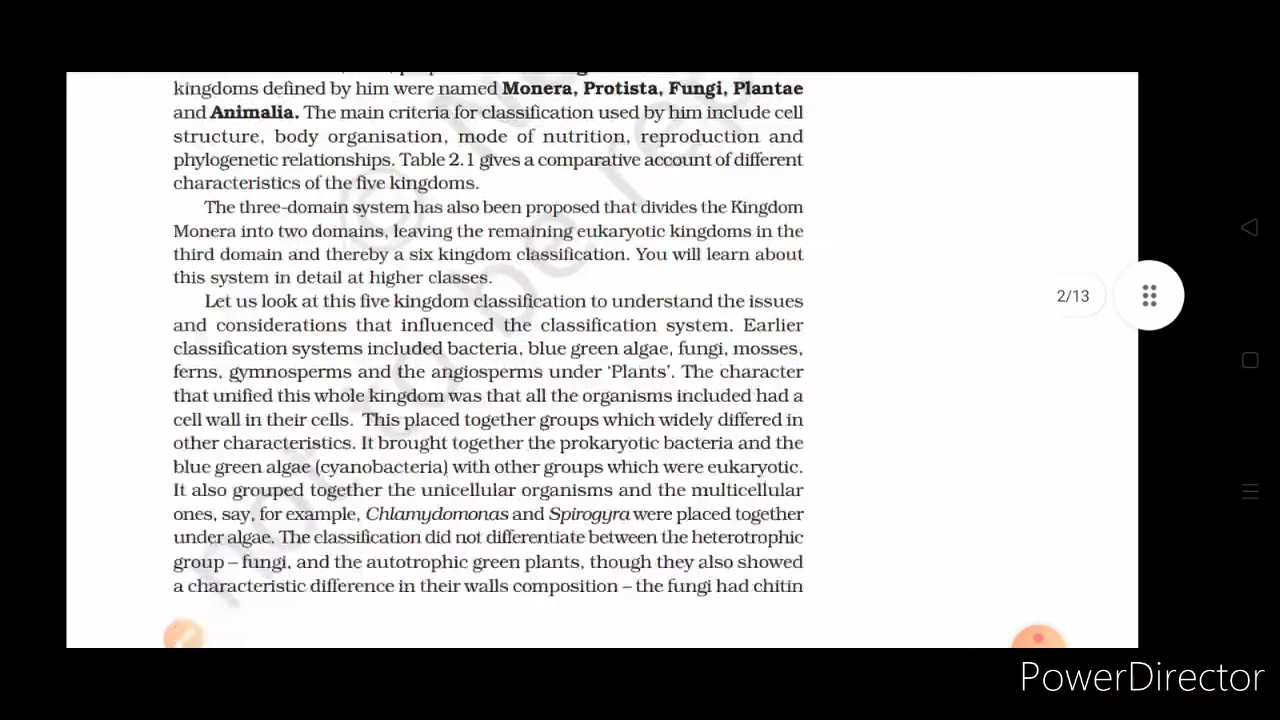 kingdoms defined by him were named Monera, Protista, Fungi, Plantae
and Animalia. The main criteria for classification used by him include cell
structure, body organisation, mode of nutrition, reproduction and
phylogenetic relationships. Table 2.1 gives a comparative account of different
characteristics of the five kingdoms.
The three-domain system has also been proposed that divides the Kingdom
Monera into two domains, leaving the remaining eukaryotic kingdoms in the
third domain and thereby a six kingdom classification. You will learn about
this system in detail at higher classes.
Let us look at this five kingdom classification to understand the issues
and considerations that influenced the classification system. Earlier
classification systems included bacteria, blue green algae, fungi, mosses,
ferns, gymnosperms and the angiosperms under ‘Plants’. The character
that unified this whole kingdom was that all the organisms included had a
cell wall in their cells. This placed together groups which widely differed in
other characteristics. It brought together the prokaryotic bacteria and the
blue green algae (cyanobacteria) with other groups which were eukaryotic.
It also grouped together the unicellular organisms and the multicellular
ones, say, for example, Chlamydomonas and Spirogyra were placed together
under algae. The classification did not differentiate between the heterotrophic
group – fungi, and the autotrophic green plants, though they also showed
a characteristic difference in their walls composition – the fungi had chitin
2/13
not to be rep
PowerDirector